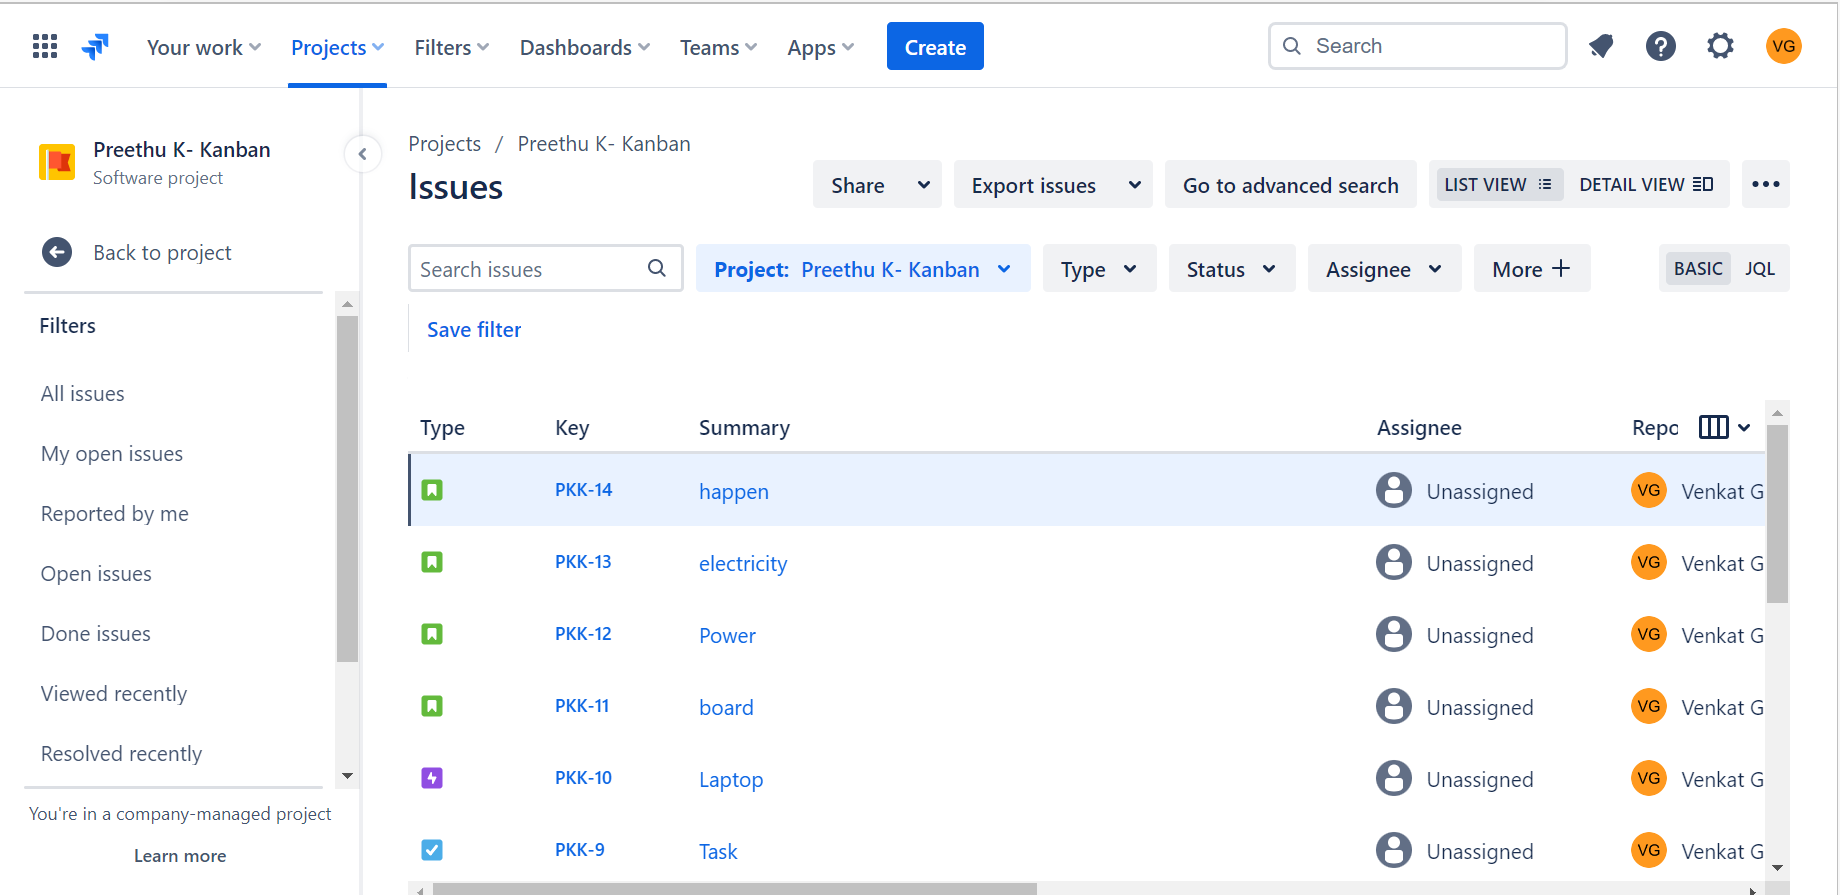 Your work Projects Filters Dashboards Teams Apps Create Search VG
Preethu K- Kanban
Software project
Back to project
Filters
All issues
My open issues
Reported by me
Open issues
Done issues
Viewed recently
Resolved recently
You're in a company-managed project
Learn more
Projects / Preethu K- Kanban
Issues
Share Export issues Go to advanced search LIST VIEW DETAIL VIEW
Search issues Project: Preethu K- Kanban Type Status Assignee More + BASIC JQL
Save filter
Type Key Summary Assignee Repo
PKK-14 happen Unassigned VG Venkat G
PKK-13 electricity Unassigned VG Venkat G
PKK-12 Power Unassigned VG Venkat G
PKK-11 board Unassigned VG Venkat G
PKK-10 Laptop Unassigned VG Venkat G
PKK-9 Task Unassigned VG Venkat G